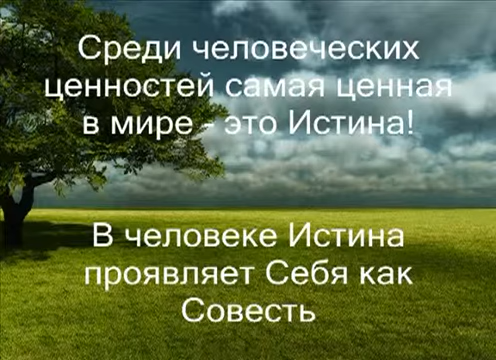 Среди человеческих
ценностей самая ценная
в мире - это Истина!
В человеке Истина
проявляет Себя как
Совесть